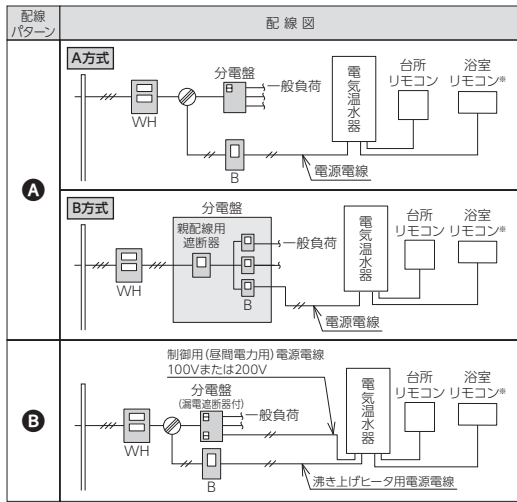 配線
パターン
配線図
A
A方式
分電盤
一般負荷
WH
B
電源電線
電気温水器
台所
リモコン
浴室
リモコン※
B方式
分電盤
親配線用
遮断器
一般負荷
WH
B
電源電線
電気温水器
台所
リモコン
浴室
リモコン※
B
制御用(昼間電力用)電源電線
100Vまたは200V
分電盤
(漏電遮断器付)
一般負荷
WH
B
沸き上げヒータ用電源電線
電気温水器
台所
リモコン
浴室
リモコン※